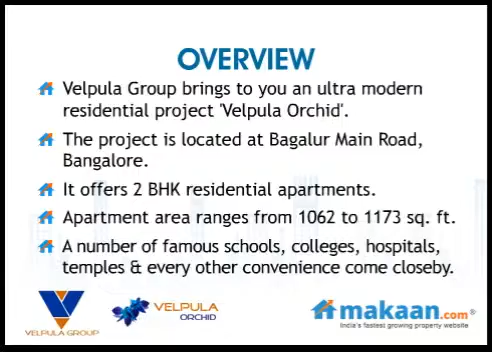 OVERVIEW
Velpula Group brings to you an ultra modern
residential project 'Velpula Orchid'.
The project is located at Bagalur Main Road,
Bangalore.
It offers 2 BHK residential apartments.
Apartment area ranges from 1062 to 1173 sq. ft.
A number of famous schools, colleges, hospitals,
temples & every other convenience come closeby.
VELPULA GROUP
VELPULA
ORCHID
makaan.com®
India's fastest growing property website